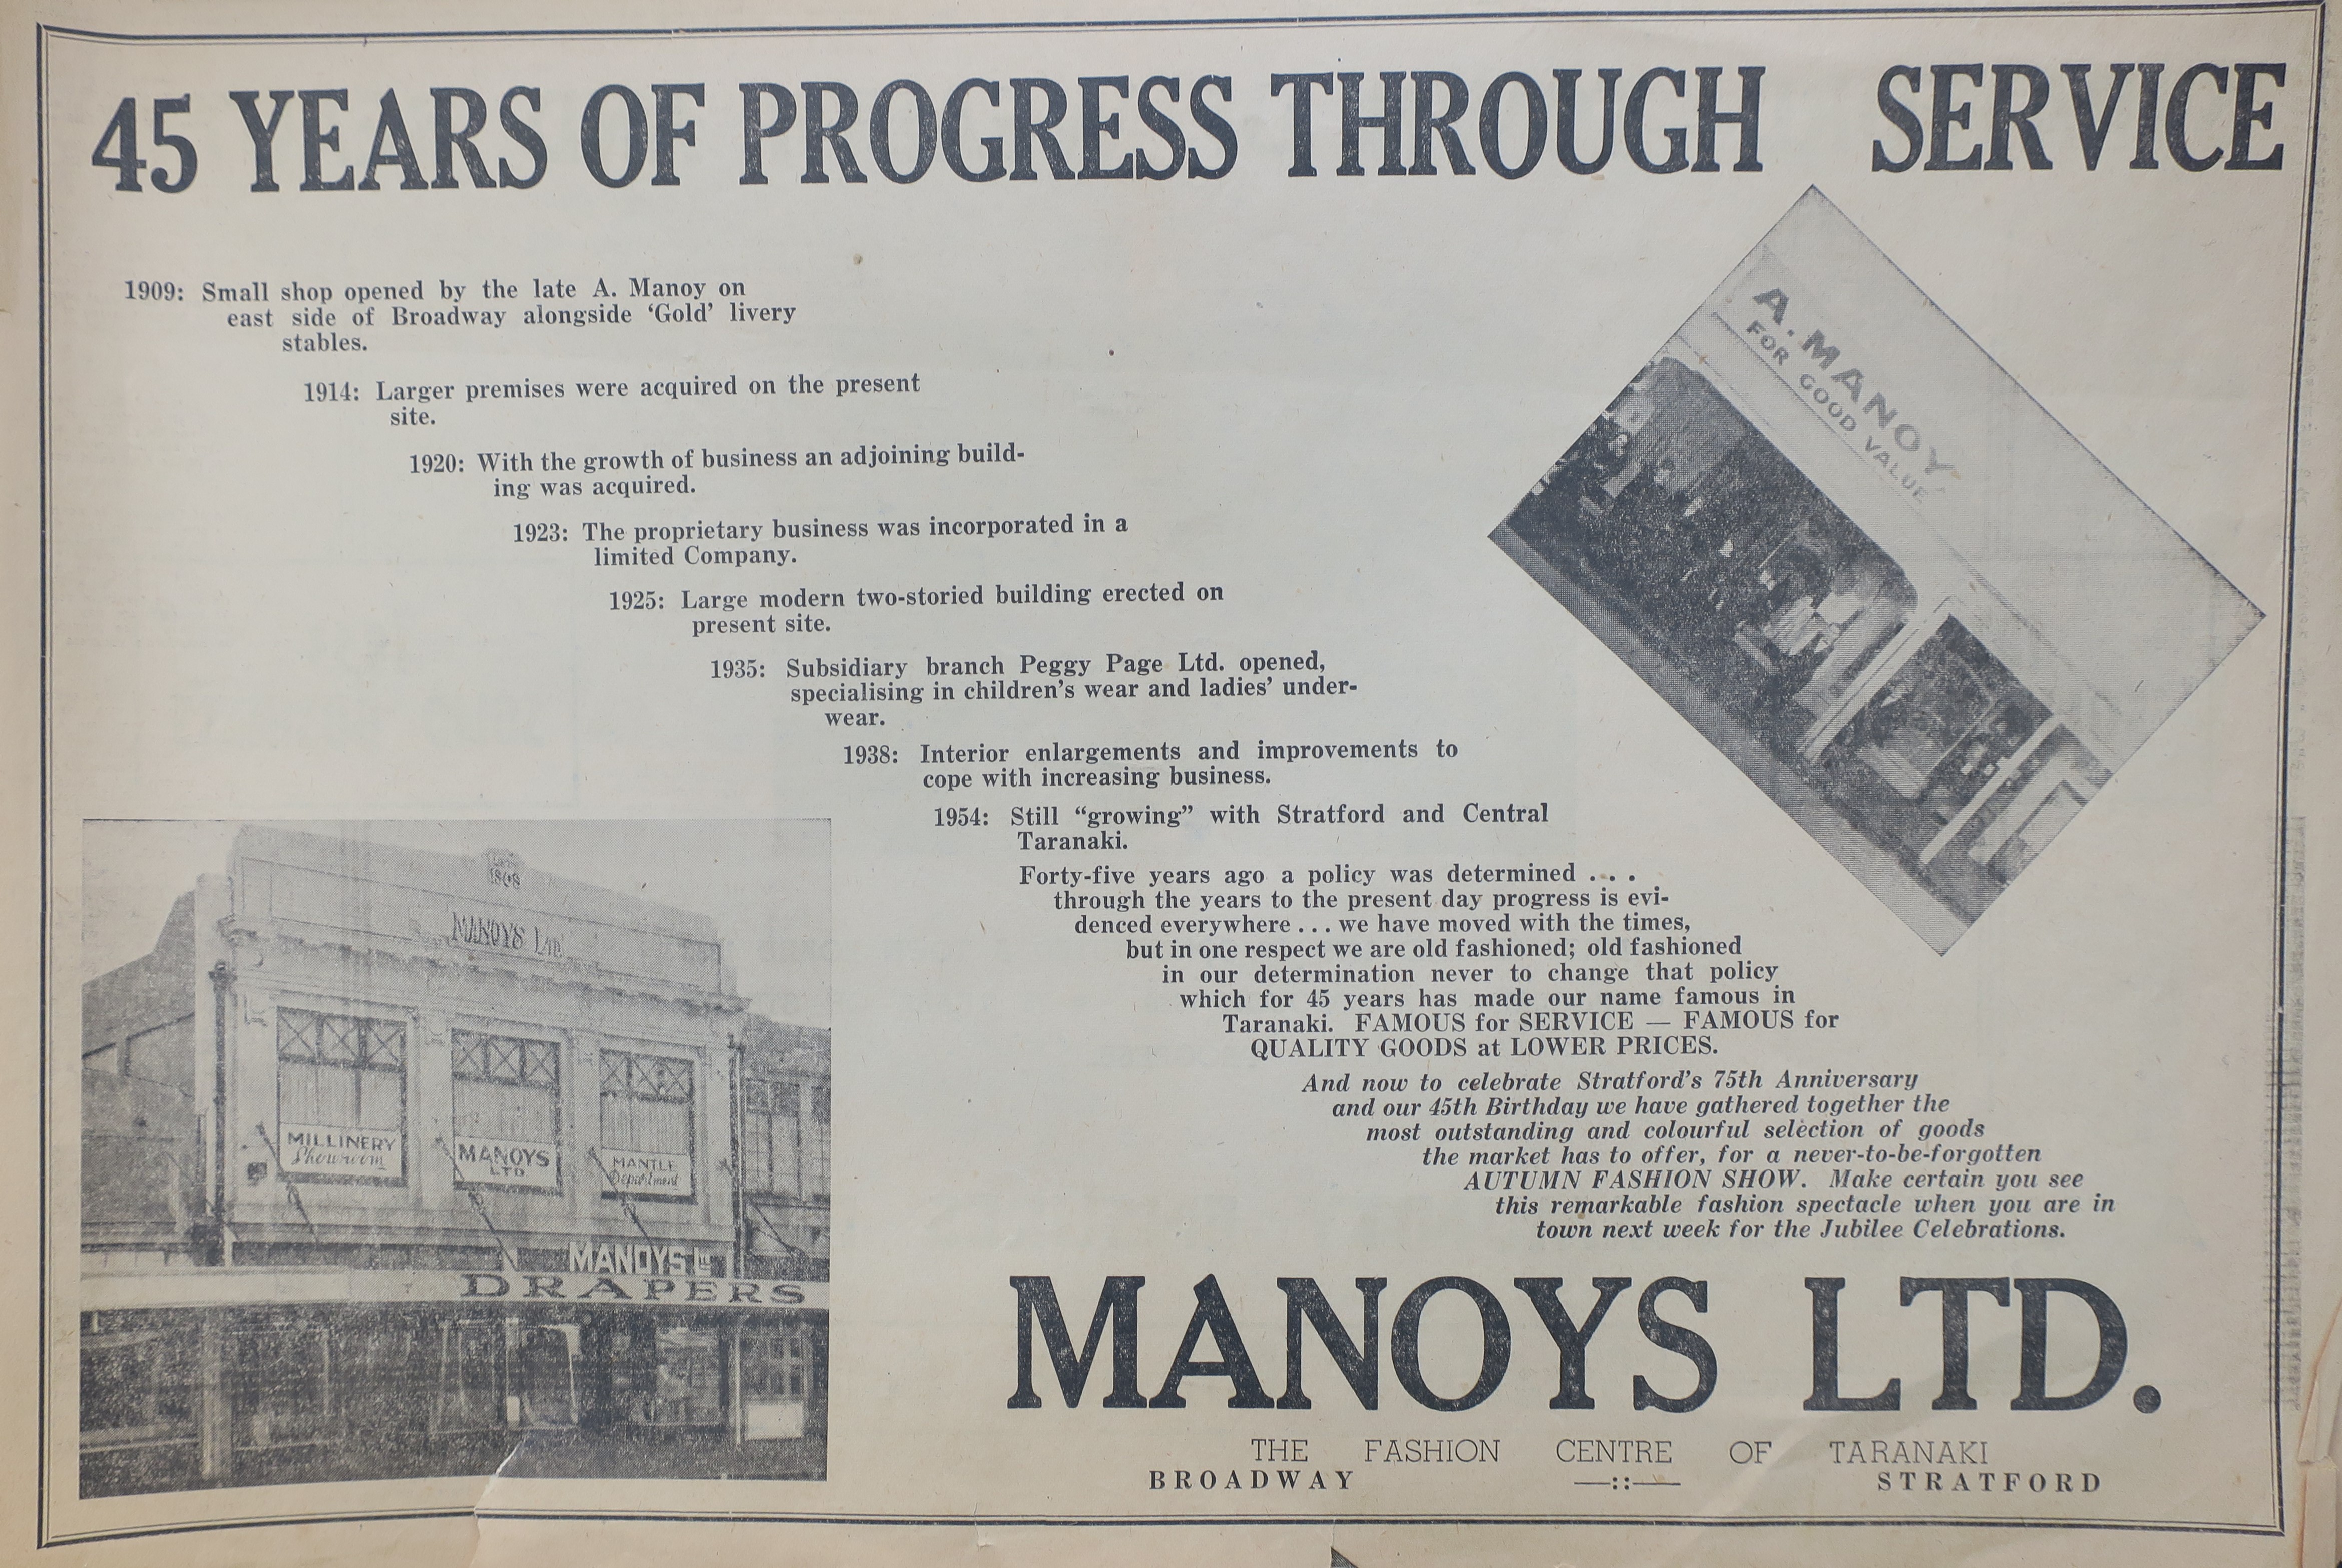 45 YEARS OF PROGRESS THROUGH SERVICE
1909: Small shop opened by the late A. Manoy on
east side of Broadway alongside ‘Gold’ livery
stables.
1914: Larger premises were acquired on the present
site.
1920: With the growth of business an adjoining build-
ing was acquired.
1923: The proprietary business was incorporated in a
limited Company.
1925: Large modern two-storied building erected on
present site.
1935: Subsidiary branch Peggy Page Ltd. opened,
specialising in children’s wear and ladies’ under-
wear.
1938: Interior enlargements and improvements to
cope with increasing business.
1954: Still “growing” with Stratford and Central
Taranaki.
Forty-five years ago a policy was determined . . .
through the years to the present day progress is evi-
denced everywhere . . . we have moved with the times,
but in one respect we are old fashioned; old fashioned
in our determination never to change that policy
which for 45 years has made our name famous in
Taranaki. FAMOUS for SERVICE — FAMOUS for
QUALITY GOODS at LOWER PRICES.
And now to celebrate Stratford’s 75th Anniversary
and our 45th Birthday we have gathered together the
most outstanding and colourful selection of goods
the market has to offer, for a never-to-be-forgotten
AUTUMN FASHION SHOW. Make certain you see
this remarkable fashion spectacle when you are in
town next week for the Jubilee Celebrations.
MANOYS LTD.
THE FASHION CENTRE OF TARANAKI
BROADWAY —::— STRATFORD
A. MANOY
FOR GOOD VALUE
MANOYS LTD
MILLINERY
Showroom
MANOYS
LTD
MANTLE
Department
MANOYS LTD
DRAPERS